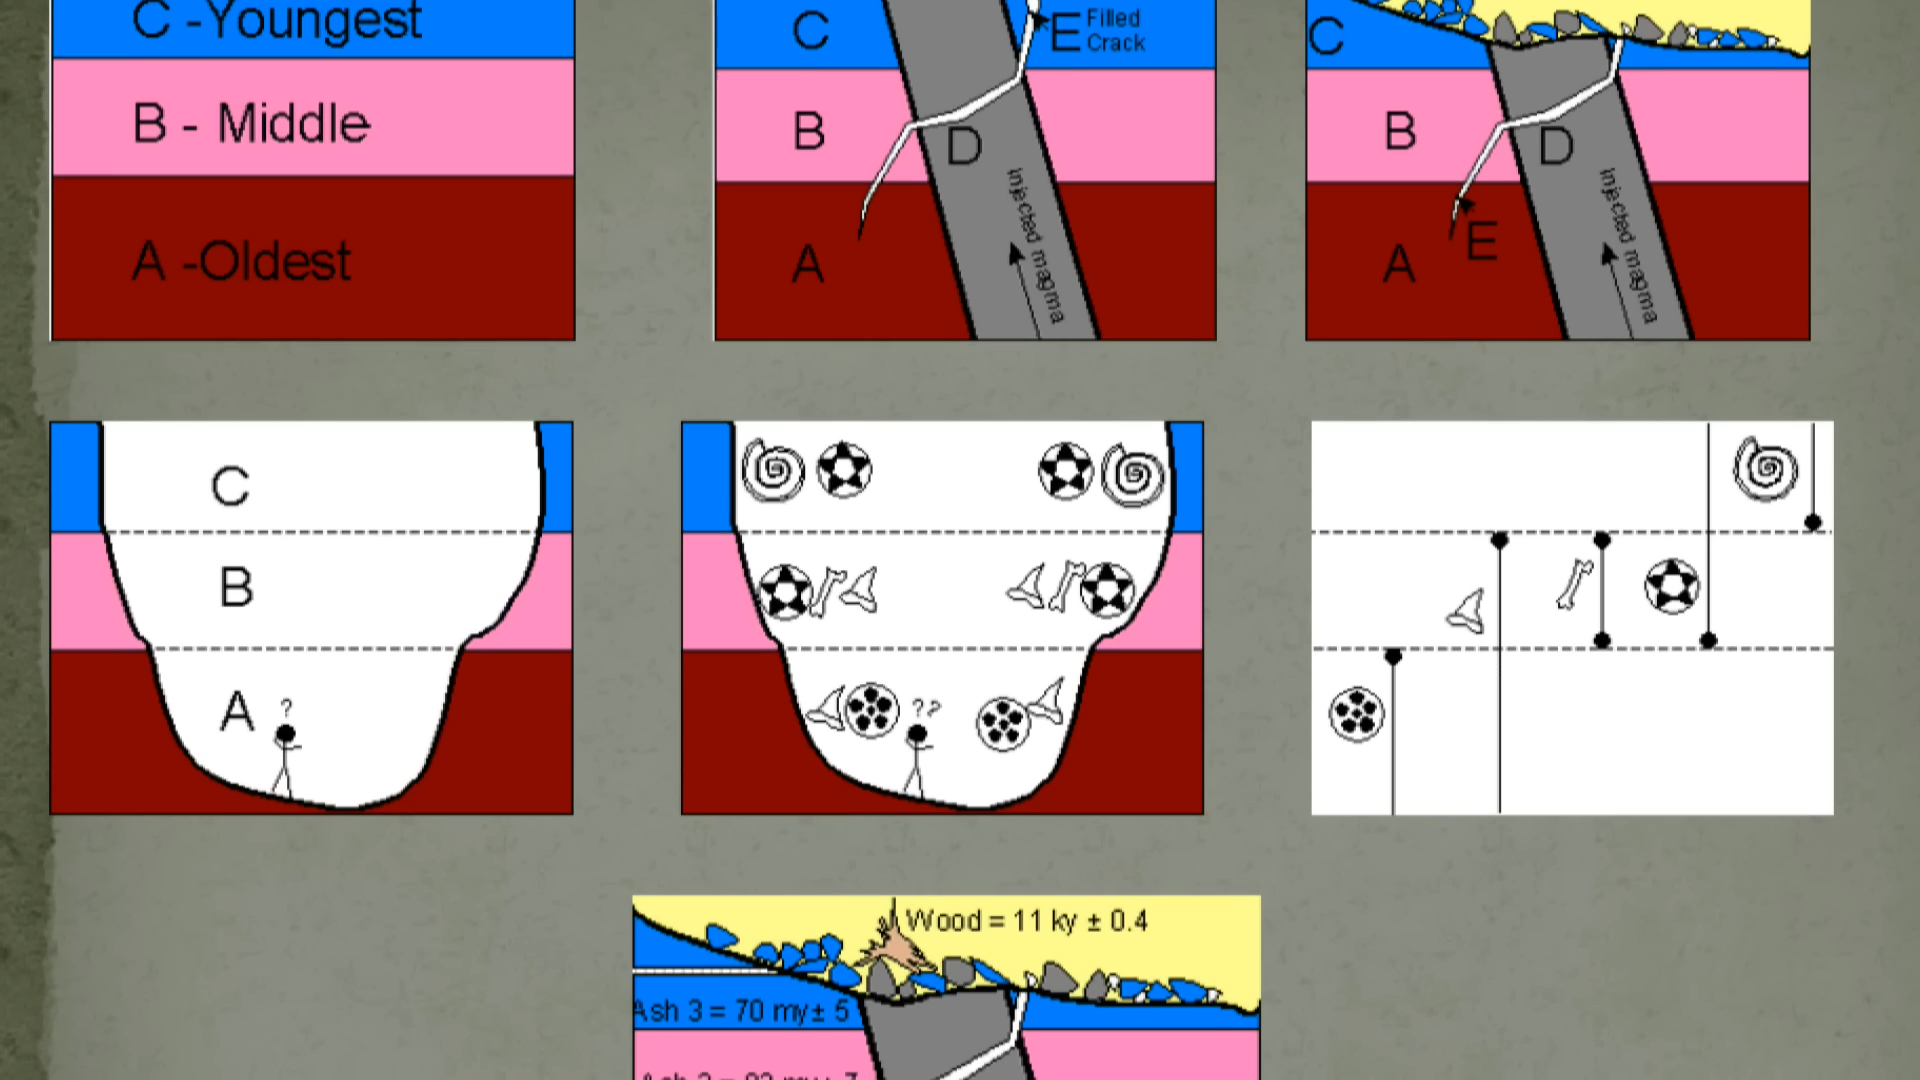 C -Youngest
B - Middle
A -Oldest
C
E Filled
Crack
B
D
A
Injected magma
C
B
D
E
A
Injected magma
C
B
A ?
? ?
Wood = 11 ky ± 0.4
Ash 3 = 70 my ± 5